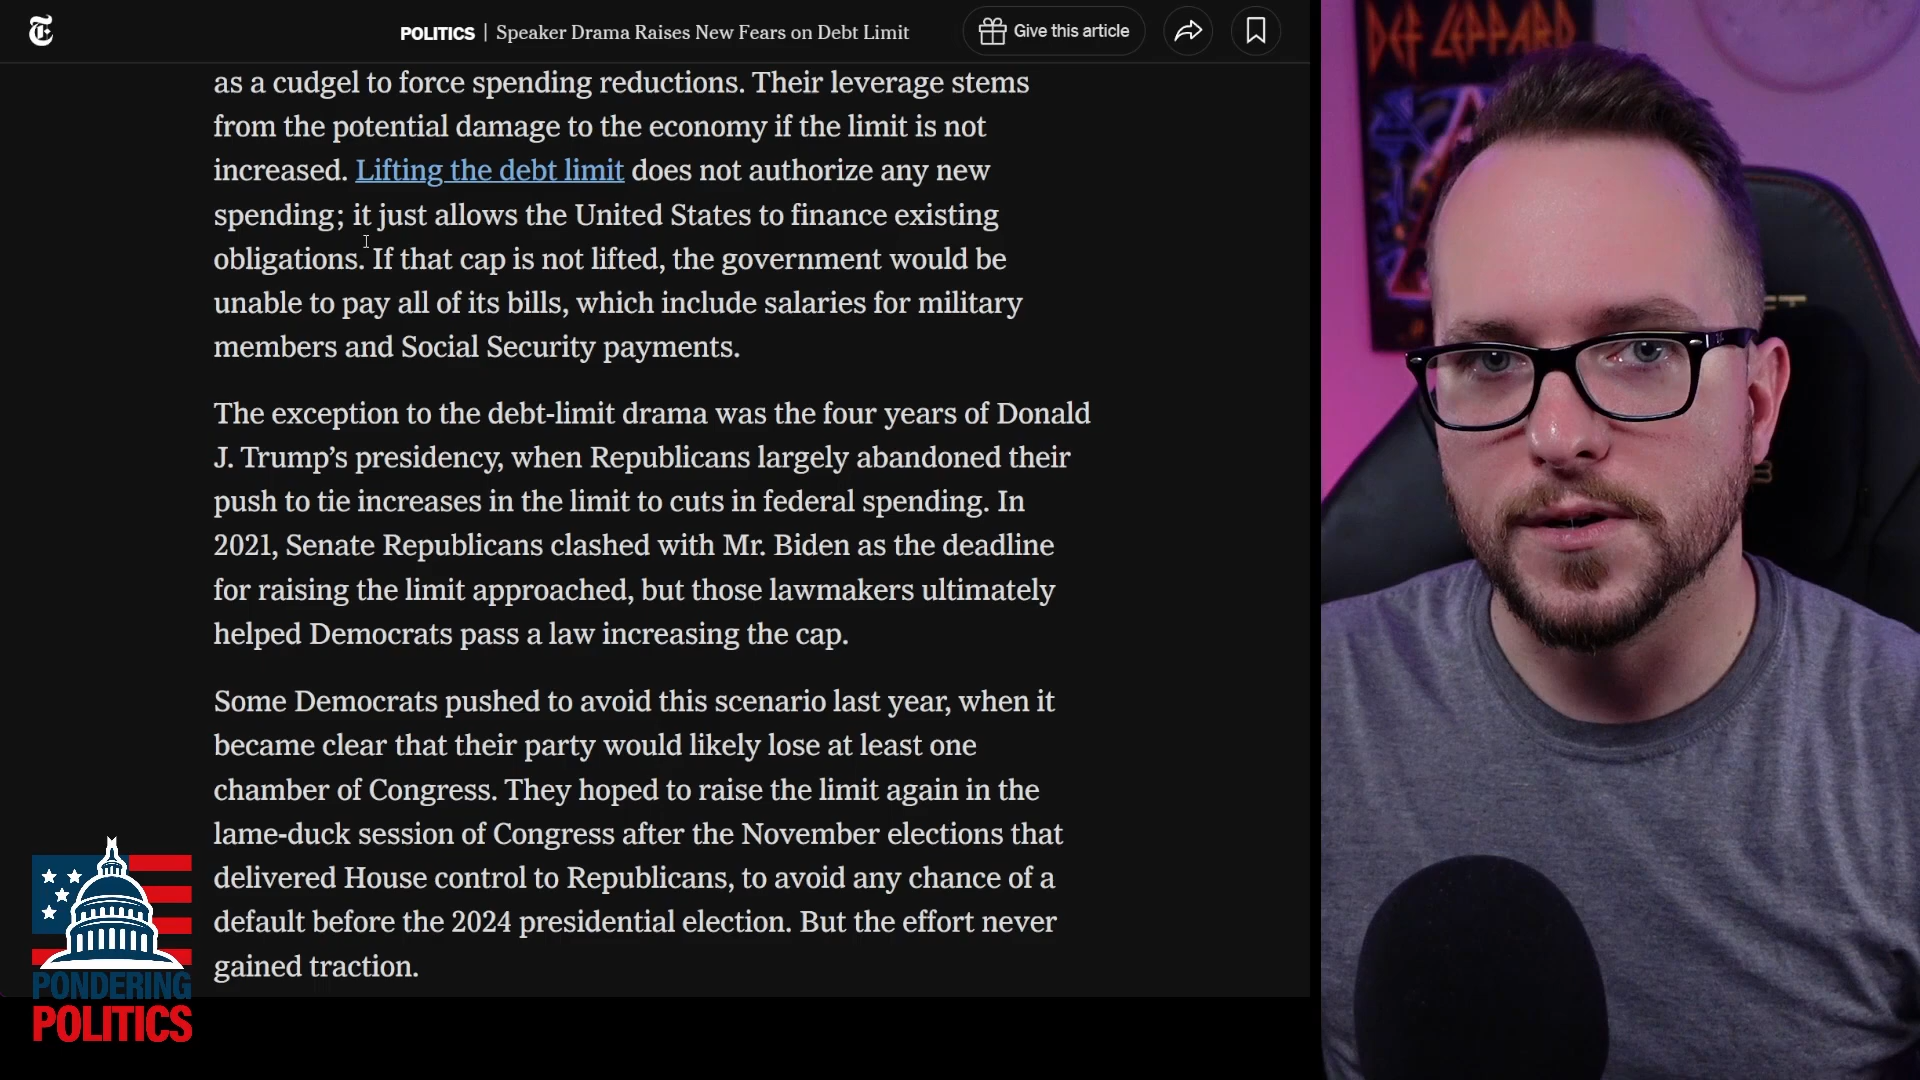 POLITICS | Speaker Drama Raises New Fears on Debt Limit
Give this article
as a cudgel to force spending reductions. Their leverage stems
from the potential damage to the economy if the limit is not
increased. Lifting the debt limit does not authorize any new
spending; it just allows the United States to finance existing
obligations. If that cap is not lifted, the government would be
unable to pay all of its bills, which include salaries for military
members and Social Security payments.
The exception to the debt-limit drama was the four years of Donald
J. Trump’s presidency, when Republicans largely abandoned their
push to tie increases in the limit to cuts in federal spending. In
2021, Senate Republicans clashed with Mr. Biden as the deadline
for raising the limit approached, but those lawmakers ultimately
helped Democrats pass a law increasing the cap.
Some Democrats pushed to avoid this scenario last year, when it
became clear that their party would likely lose at least one
chamber of Congress. They hoped to raise the limit again in the
lame-duck session of Congress after the November elections that
delivered House control to Republicans, to avoid any chance of a
default before the 2024 presidential election. But the effort never
gained traction.
PONDERING
POLITICS
DEF LEPPARD